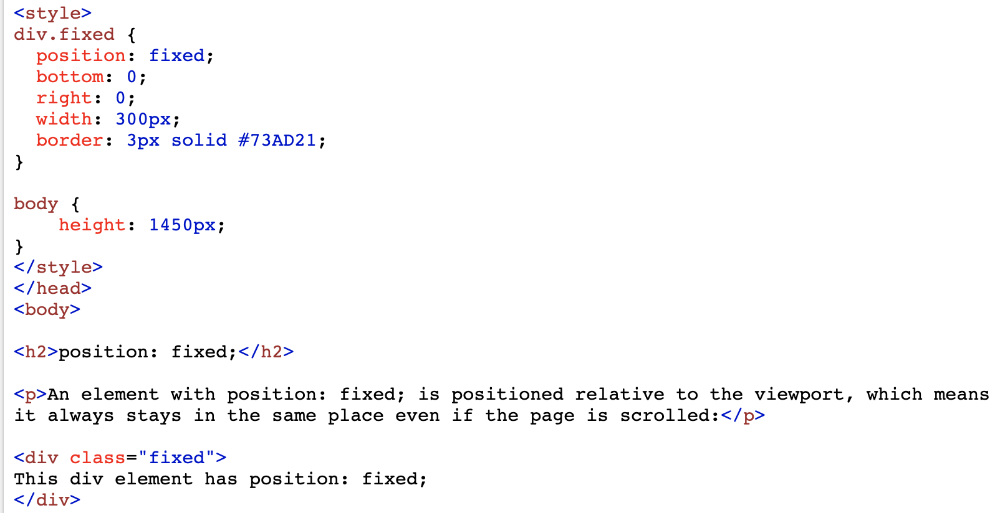 <style>
div.fixed {
  position: fixed;
  bottom: 0;
  right: 0;
  width: 300px;
  border: 3px solid #73AD21;
}

body {
    height: 1450px;
}
</style>
</head>
<body>

<h2>position: fixed;</h2>

<p>An element with position: fixed; is positioned relative to the viewport, which means
it always stays in the same place even if the page is scrolled:</p>

<div class="fixed">
This div element has position: fixed;
</div>